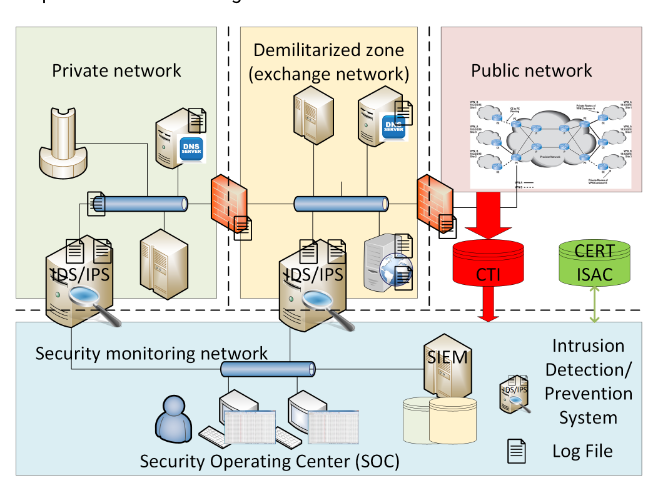 Private network
Demilitarized zone
(exchange network)
Public network
DNS
SERVER
DNS
SERVER
IDS/IPS
IDS/IPS
CTI
CERT
ISAC
Security monitoring network
SIEM
Intrusion
Detection/
Prevention
System
IDS/IPS
Log File
Security Operating Center (SOC)